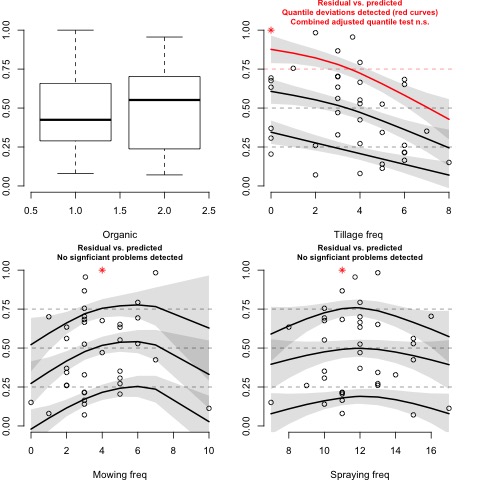 0.00 0.25 0.50 0.75 1.00
0.5 1.0 1.5 2.0 2.5
Organic
Residual vs. predicted
Quantile deviations detected (red curves)
Combined adjusted quantile test n.s.
0.00 0.25 0.50 0.75 1.00
0 2 4 6 8
Tillage freq
Residual vs. predicted
No signficiant problems detected
0.00 0.25 0.50 0.75 1.00
0 2 4 6 8 10
Mowing freq
Residual vs. predicted
No signficiant problems detected
0.00 0.25 0.50 0.75 1.00
8 10 12 14 16
Spraying freq